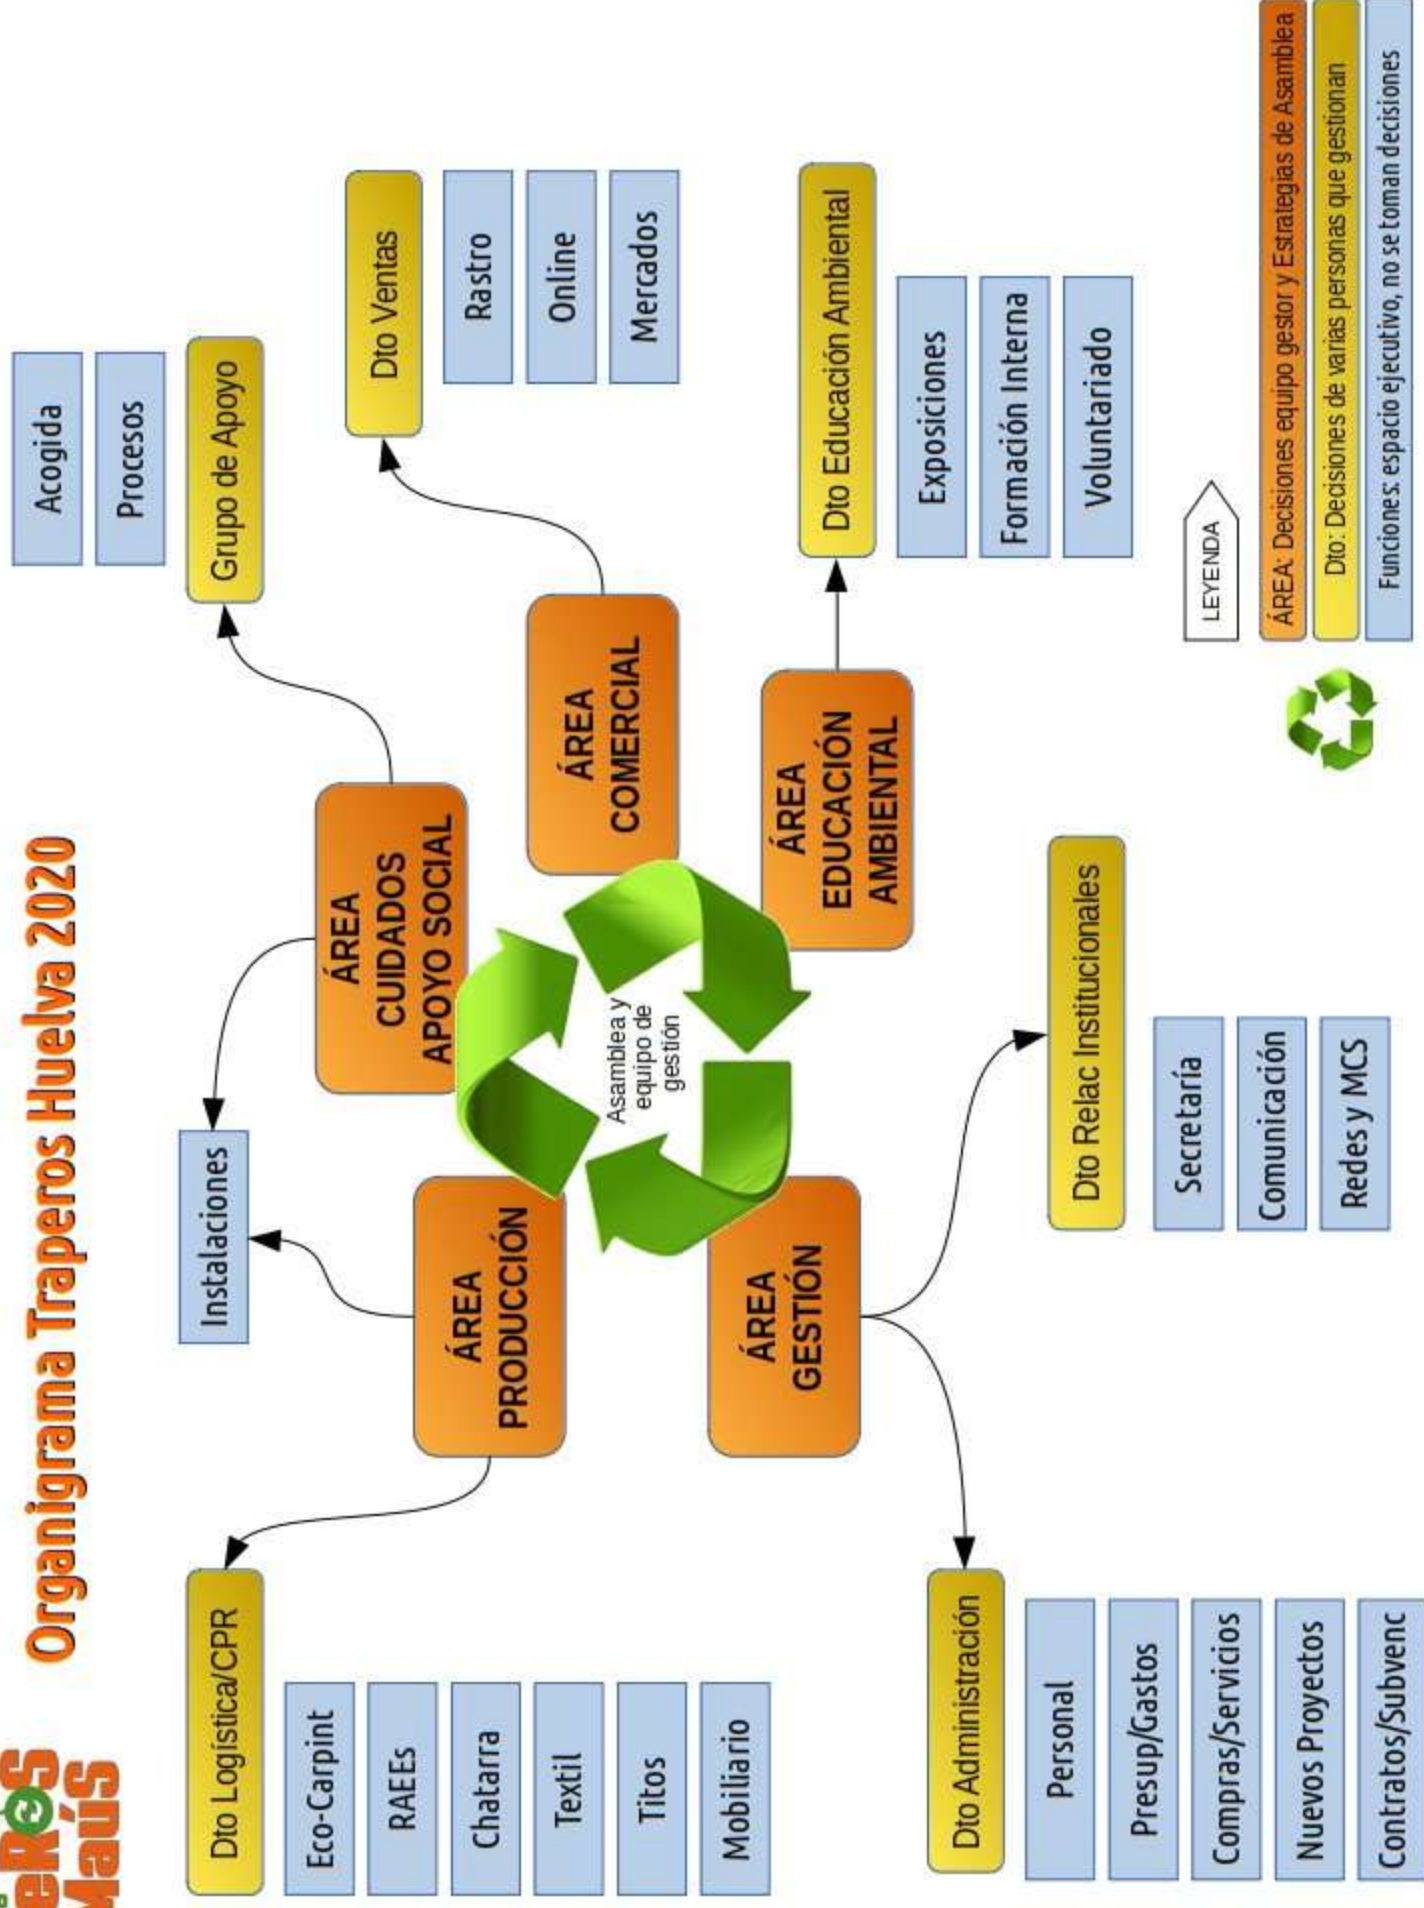 eRoS
Maús
Organigrama Traperos Huelva 2020
Acogida
Procesos
Grupo de Apoyo
Instalaciones
Dto Logística/CPR
Eco-Carpint
RAEEs
Chatarra
Textil
Titos
Mobiliario
ÁREA
PRODUCCIÓN
ÁREA
CUIDADOS
APOYO SOCIAL
Dto Ventas
Rastro
Online
Mercados
ÁREA
COMERCIAL
Asamblea y
equipo de
gestión
ÁREA
GESTIÓN
ÁREA
EDUCACIÓN
AMBIENTAL
Dto Educación Ambiental
Exposiciones
Formación Interna
Voluntariado
Dto Administración
Personal
Presup/Gastos
Compras/Servicios
Nuevos Proyectos
Contratos/Subvenc
Dto Relac Institucionales
Secretaría
Comunicación
Redes y MCS
LEYENDA
ÁREA: Decisiones equipo gestor y Estrategias de Asamblea
Dto: Decisiones de varias personas que gestionan
Funciones: espacio ejecutivo, no se toman decisiones